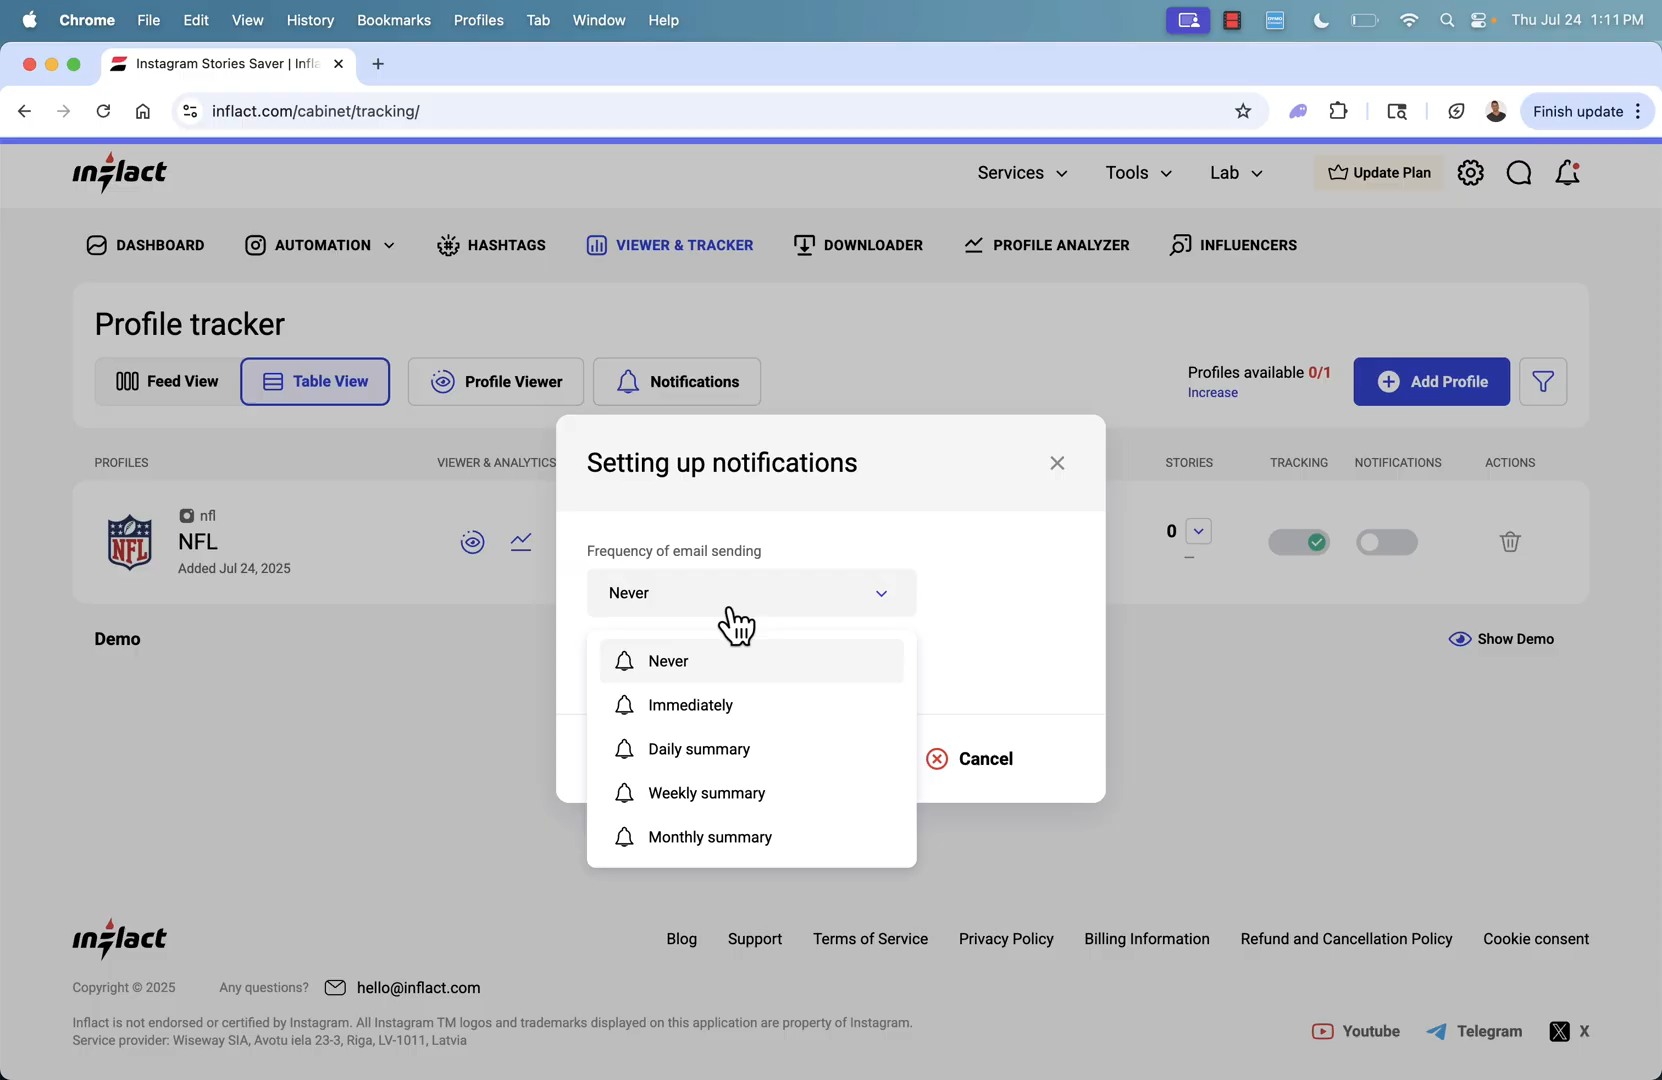 Chrome File Edit View History Bookmarks Profiles Tab Window Help Thu Jul 24 1:11 PM
Instagram Stories Saver | Infla
inflact.com/cabinet/tracking/ Finish update
inflact Services Tools Lab Update Plan
DASHBOARD AUTOMATION HASHTAGS VIEWER & TRACKER DOWNLOADER PROFILE ANALYZER INFLUENCERS
Profile tracker
Feed View Table View Profile Viewer Notifications
Profiles available 0/1
Increase
Add Profile
Setting up notifications
PROFILES VIEWER & ANALYTICS STORIES TRACKING NOTIFICATIONS ACTIONS
nfl
NFL
NFL
Added Jul 24, 2025
0
–
Frequency of email sending
Never
Demo
Show Demo
Never
Immediately
Daily summary
Weekly summary
Monthly summary
Cancel
inflact Blog Support Terms of Service Privacy Policy Billing Information Refund and Cancellation Policy Cookie consent
Copyright © 2025 Any questions? hello@inflact.com
Inflact is not endorsed or certified by Instagram. All Instagram TM logos and trademarks displayed on this application are property of Instagram.
Service provider: Wiseway SIA, Avotu iela 23-3, Riga, LV-1011, Latvia
Youtube Telegram X